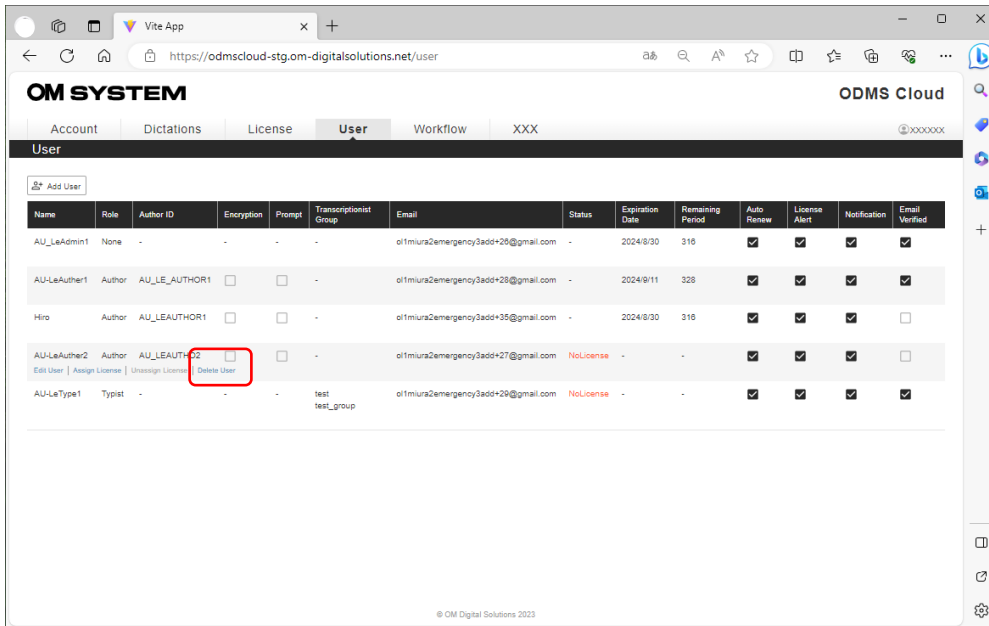 Vite App
https://odmscloud-stg.om-digitalsolutions.net/user
OM SYSTEM
ODMS Cloud
Account Dictations License User Workflow XXX xxxxxx
User
Add User
Name Role Author ID Encryption Prompt Transcriptionist Group Email Status Expiration Date Remaining Period Auto Renew License Alert Notification Email Verified
AU_LeAdmin1 None - - - - ol1miura2emergency3add+26@gmail.com - 2024/8/30 316
AU-LeAuther1 Author AU_LE_AUTHOR1 - ol1miura2emergency3add+28@gmail.com - 2024/9/11 328
Hiro Author AU_LEAUTHOR1 - ol1miura2emergency3add+35@gmail.com - 2024/8/30 316
AU-LeAuther2 Author AU_LEAUTHO2 - ol1miura2emergency3add+27@gmail.com NoLicense - -
Edit User | Assign License | Unassign License | Delete User
AU-LeType1 Typist - - - test ol1miura2emergency3add+29@gmail.com NoLicense - -
test_group
© OM Digital Solutions 2023